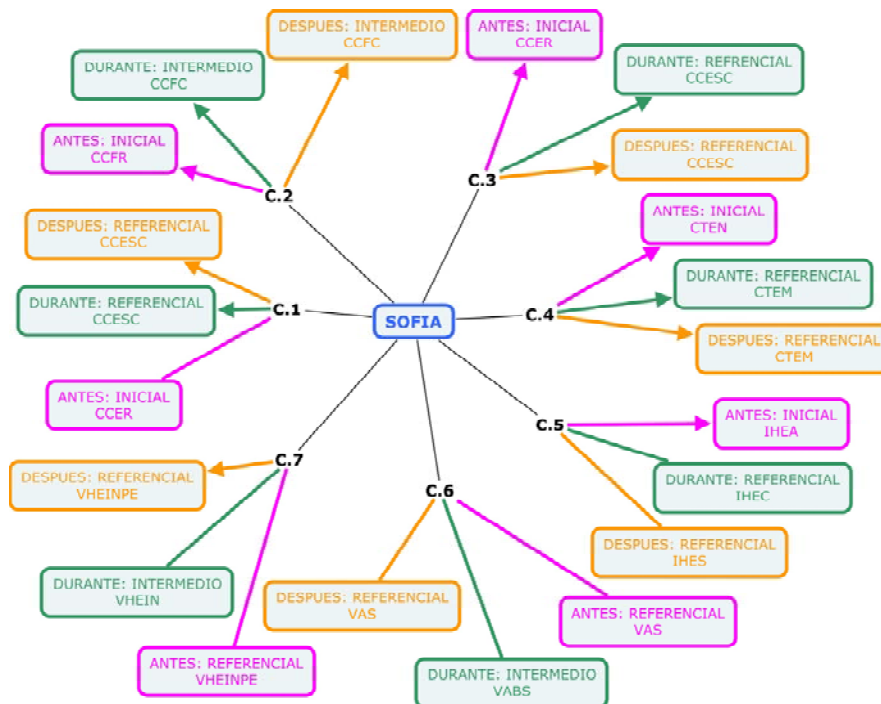 DESPUES: INTERMEDIO
CCFC
ANTES: INICIAL
CCER
DURANTE: INTERMEDIO
CCFC
DURANTE: REFRENCIAL
CCESC
ANTES: INICIAL
CCFR
DESPUES: REFERENCIAL
CCESC
C.2
C.3
DESPUES: REFERENCIAL
CCESC
ANTES: INICIAL
CTEN
DURANTE: REFERENCIAL
CCESC
C.1
SOFIA
C.4
DURANTE: REFERENCIAL
CTEM
DESPUES: REFERENCIAL
CTEM
ANTES: INICIAL
CCER
C.5
ANTES: INICIAL
IHEA
C.7
DESPUES: REFERENCIAL
VHEINPE
C.6
DURANTE: REFERENCIAL
IHEC
DESPUES: REFERENCIAL
IHES
DURANTE: INTERMEDIO
VHEIN
DESPUES: REFERENCIAL
VAS
ANTES: REFERENCIAL
VAS
ANTES: REFERENCIAL
VHEINPE
DURANTE: INTERMEDIO
VABS